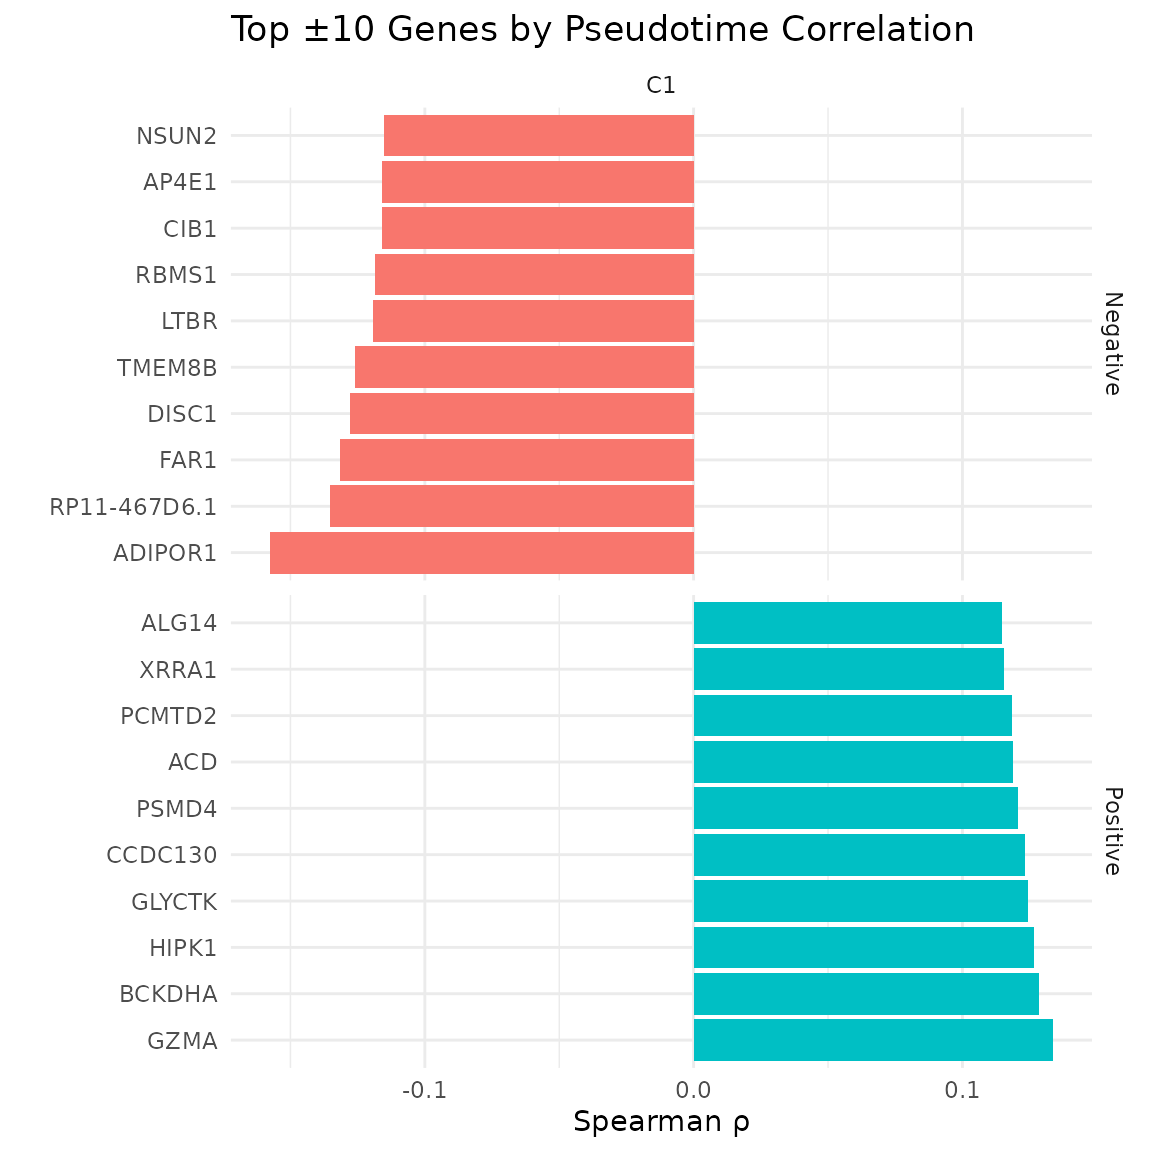 Top ±10 Genes by Pseudotime Correlation
C1
NSUN2
AP4E1
CIB1
RBMS1
LTBR
TMEM8B
DISC1
FAR1
RP11-467D6.1
ADIPOR1
Negative
ALG14
XRRA1
PCMTD2
ACD
PSMD4
CCDC130
GLYCTK
HIPK1
BCKDHA
GZMA
Positive
-0.1 0.0 0.1
Spearman ρ